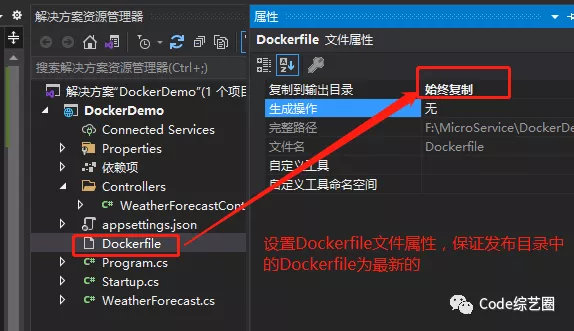 解决方案资源管理器
搜索解决方案资源管理器(Ctrl+;)
解决方案"DockerDemo"(1 个项目
DockerDemo
Connected Services
Properties
依赖项
Controllers
WeatherForecastCont
appsettings.json
Dockerfile
Program.cs
Startup.cs
WeatherForecast.cs
属性
Dockerfile 文件属性
复制到输出目录 始终复制
生成操作 无
完整路径 F:\MicroService\DockerDe
文件名 Dockerfile
自定义工具
自定义工具命名空间
设置Dockerfile文件属性，保证发布目录中
的Dockerfile为最新的
Code综艺圈